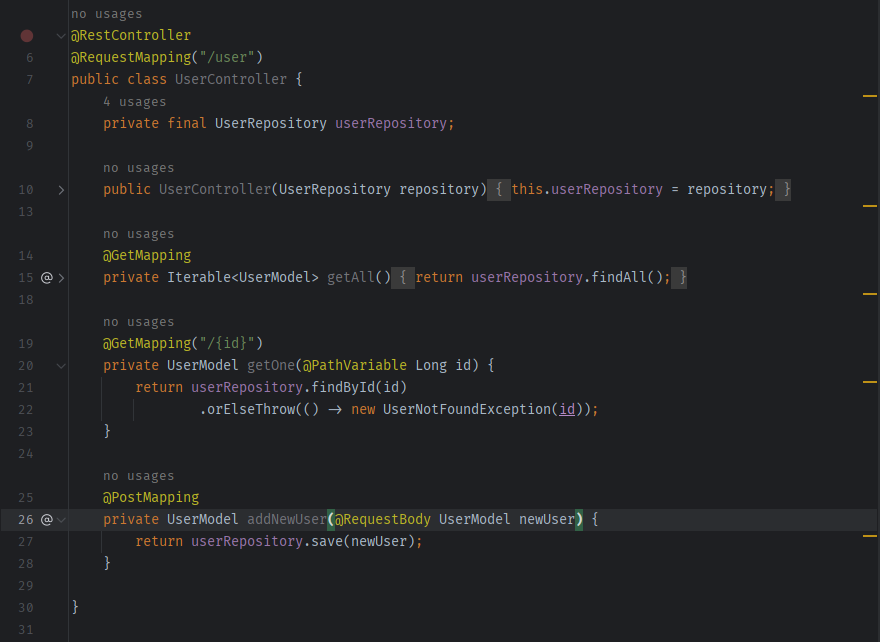 no usages
@RestController
6 @RequestMapping("/user")
7 public class UserController {
4 usages
8 private final UserRepository userRepository;
9
no usages
10 public UserController(UserRepository repository) { this.userRepository = repository; }
13
no usages
14 @GetMapping
15 @ private Iterable<UserModel> getAll() { return userRepository.findAll(); }
18
no usages
19 @GetMapping("/{id}")
20 private UserModel getOne(@PathVariable Long id) {
21 return userRepository.findById(id)
22 .orElseThrow(() → new UserNotFoundException(id));
23 }
24
no usages
25 @PostMapping
26 @ private UserModel addNewUser(@RequestBody UserModel newUser) {
27 return userRepository.save(newUser);
28 }
29
30 }
31